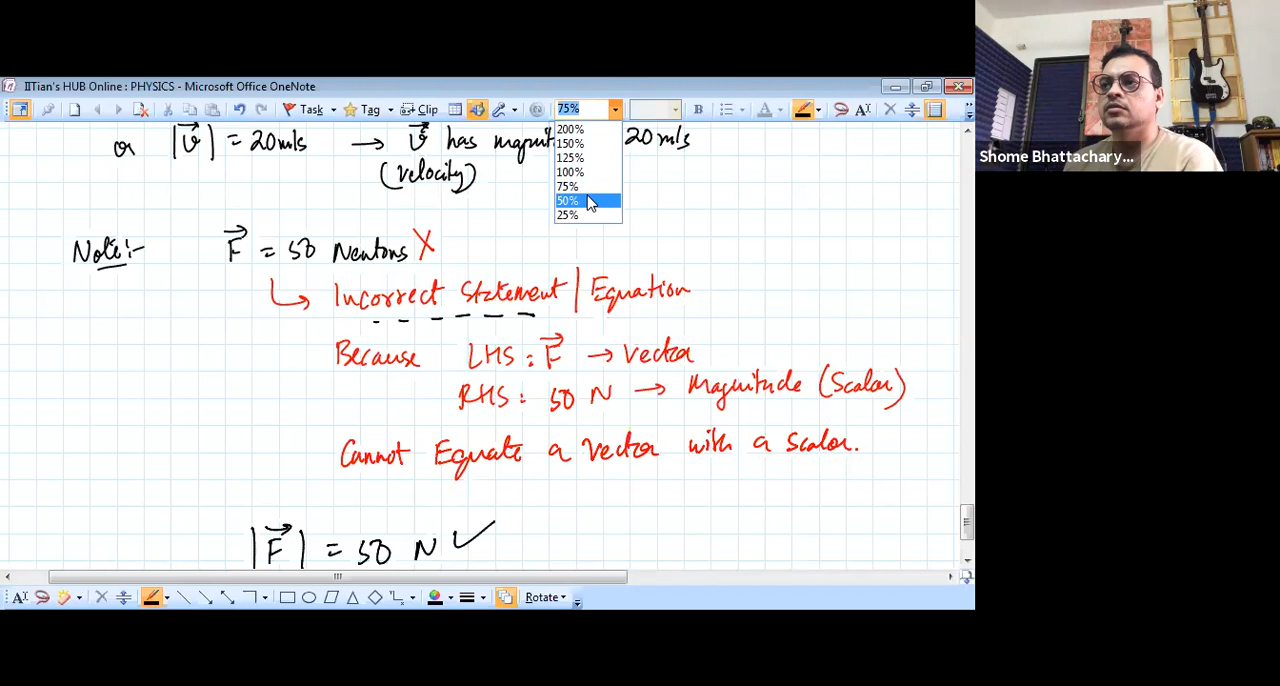 IITian's HUB Online : PHYSICS - Microsoft Office OneNote
Task Tag Clip 75% B A
200%
150%
125%
100%
75%
50%
25%
or |v⃗| = 20 m/s → v⃗ has magnit 20 m/s
(velocity)
Note:- F⃗ = 50 Newtons X
↳ Incorrect Statement | Equation
Because LHS : F⃗ → Vector
RHS : 50 N → Magnitude (Scalar)
Cannot Equate a Vector with a Scalar.
|F⃗| = 50 N ✓
Rotate
Shome Bhattachary...